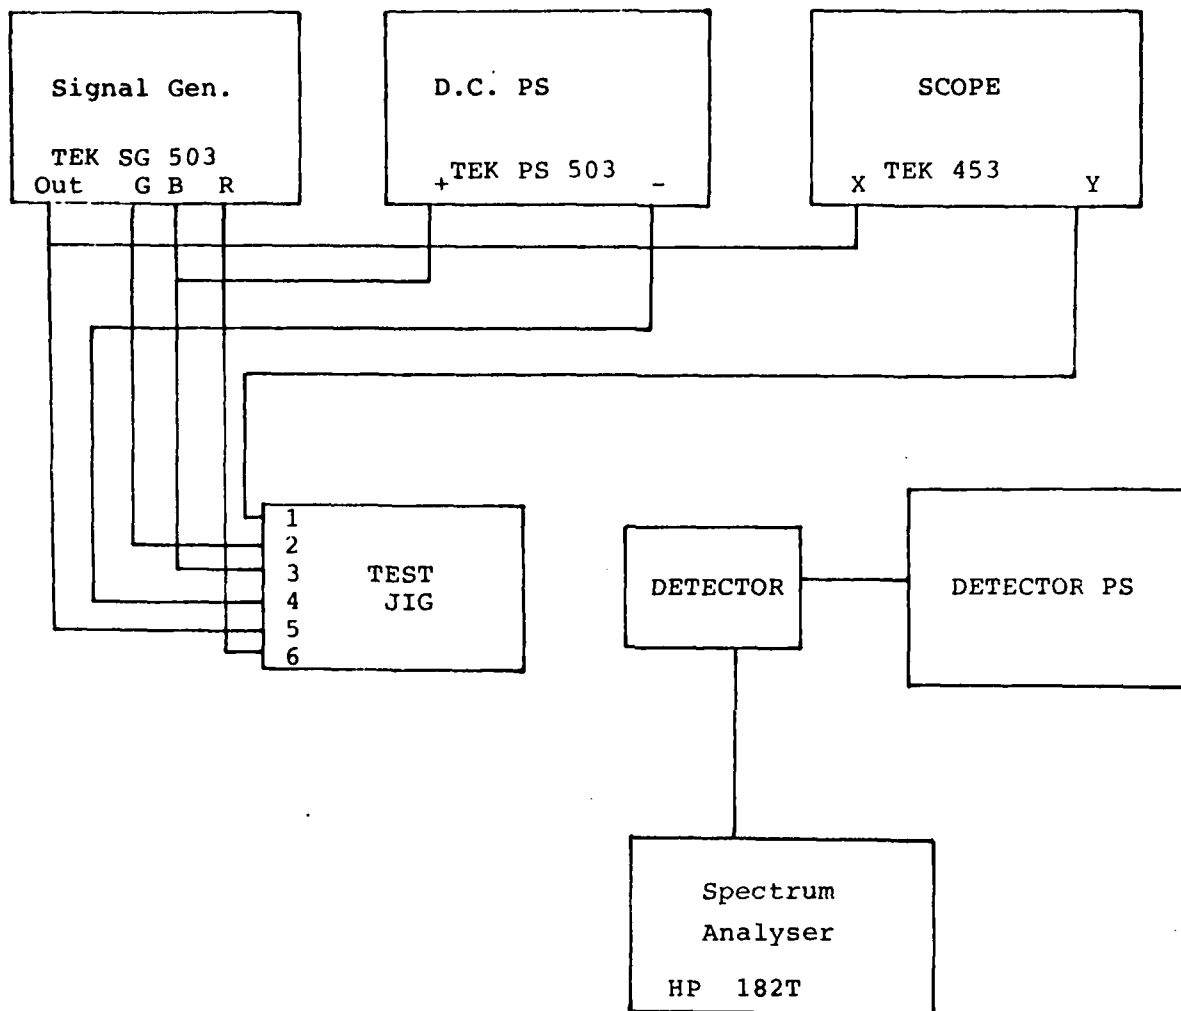 Signal Gen.
TEK SG 503
Out G B R
D.C. PS
+ TEK PS 503 -
SCOPE
X TEK 453 Y
1
2
3
4
5
6
TEST
JIG
DETECTOR
DETECTOR PS
Spectrum
Analyser
HP 182T